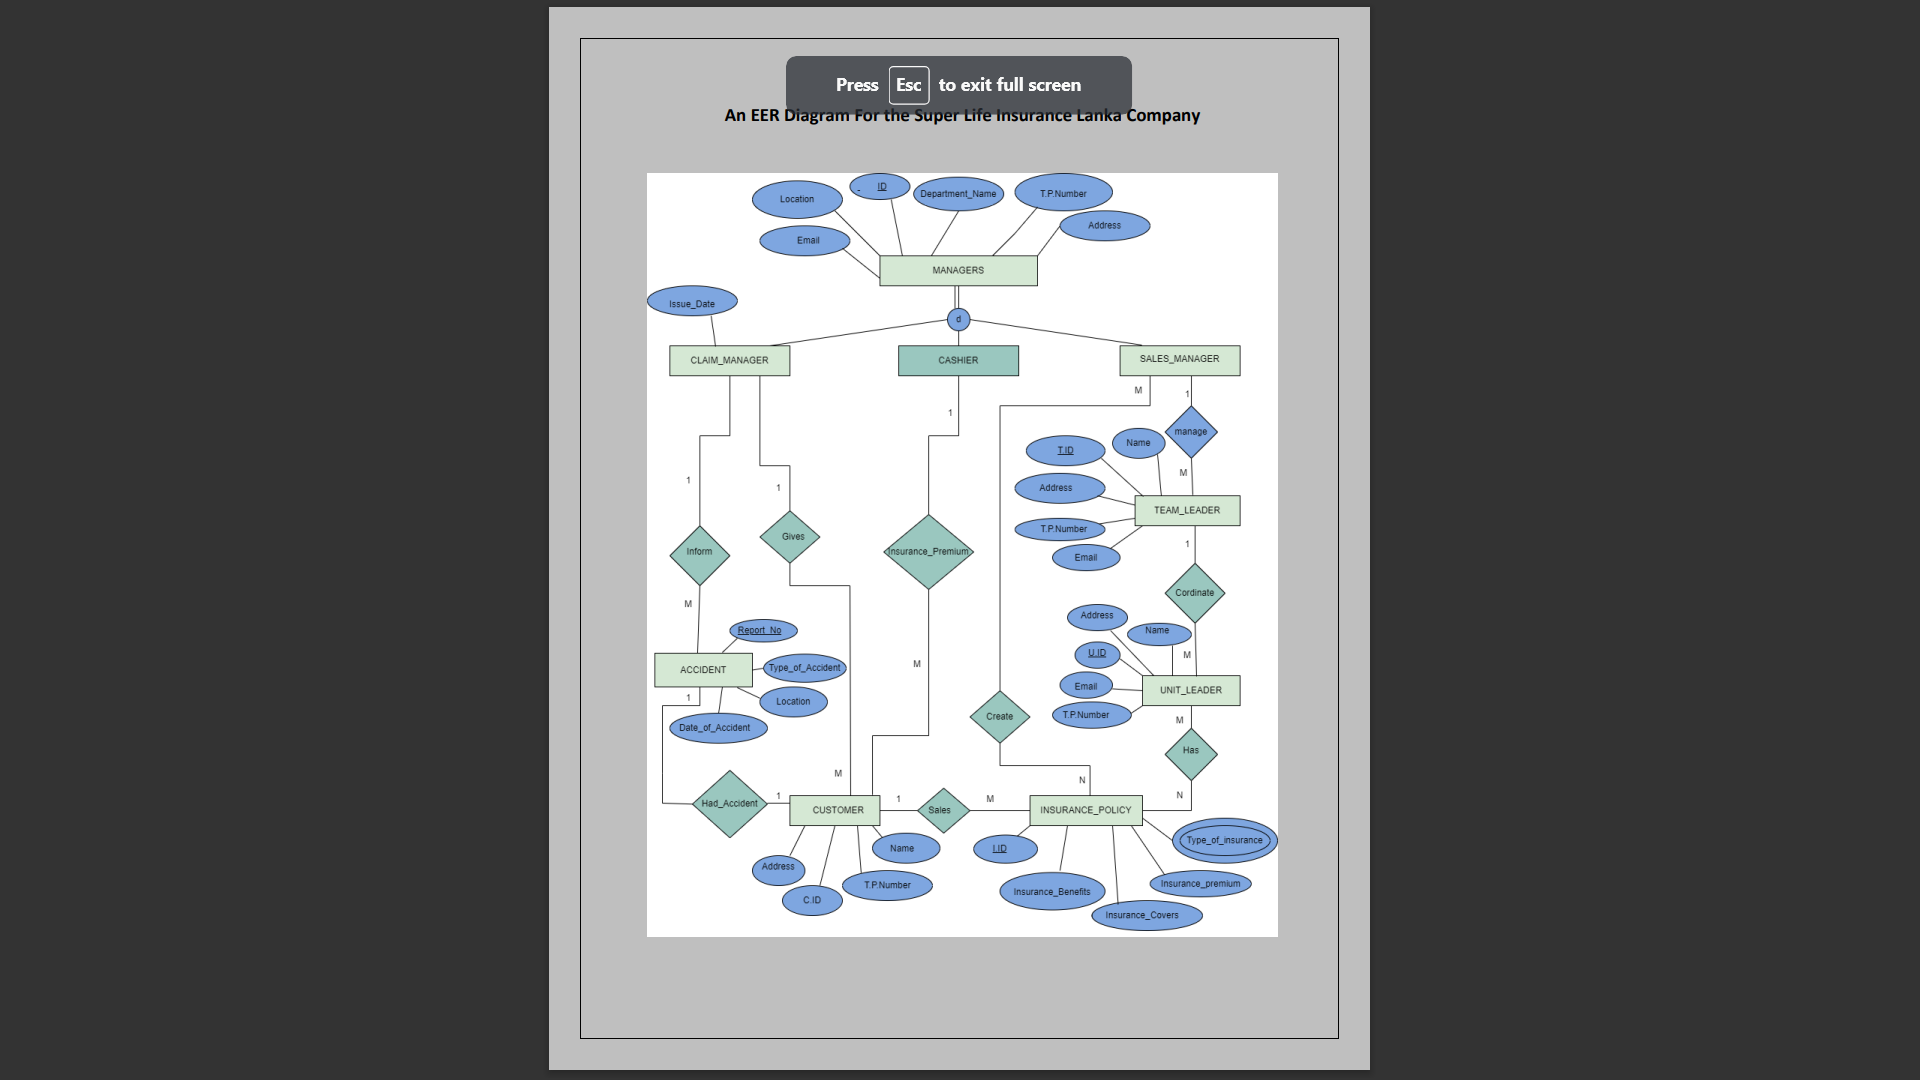 Press Esc to exit full screen
An EER Diagram For the Super Life Insurance Lanka Company
ID
Location
Department_Name
T.P.Number
Address
Email
MANAGERS
Issue_Date
d
CLAIM_MANAGER
CASHIER
SALES_MANAGER
M
1
1
manage
Name
T.ID
M
1
Address
1
TEAM_LEADER
T.P.Number
Gives
1
Inform
Insurance_Premium
Email
Cordinate
M
Address
Report_No
Name
U.ID
M
M
Type_of_Accident
ACCIDENT
Email
UNIT_LEADER
1
Location
T.P.Number
Create
M
Date_of_Accident
Has
M
N
1
N
Had_Accident
1
M
CUSTOMER
Sales
INSURANCE_POLICY
Type_of_insurance
Name
I.ID
Address
T.P.Number
Insurance_premium
Insurance_Benefits
C.ID
Insurance_Covers